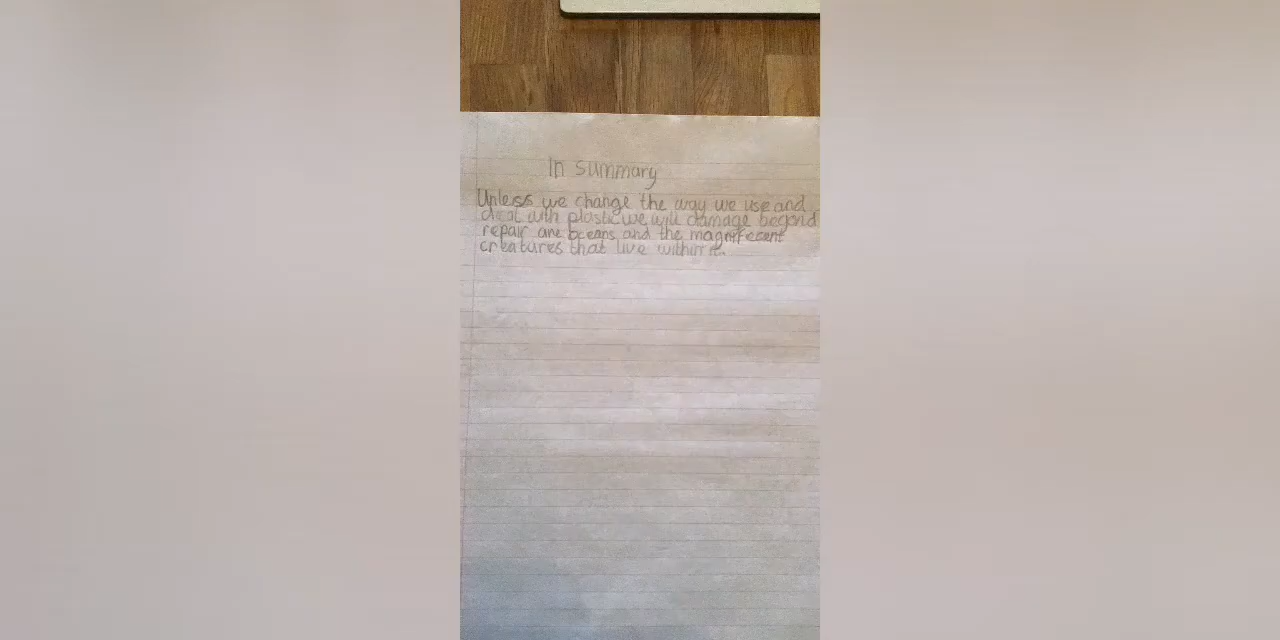 In summary
Unless we change the way we use and
deal with plastic we will damage beyond
repair are oceans and the magnifecent
creatures that live within it.